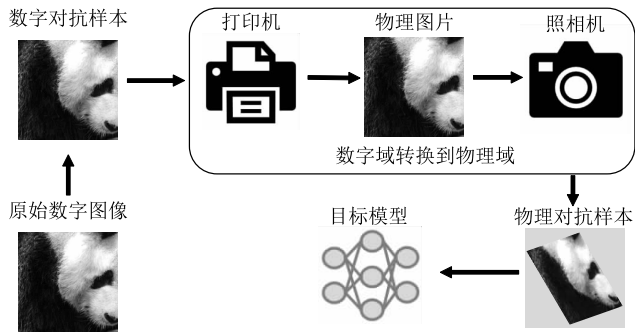 数字对抗样本
打印机
物理图片
照相机
数字域转换到物理域
原始数字图像
目标模型
物理对抗样本